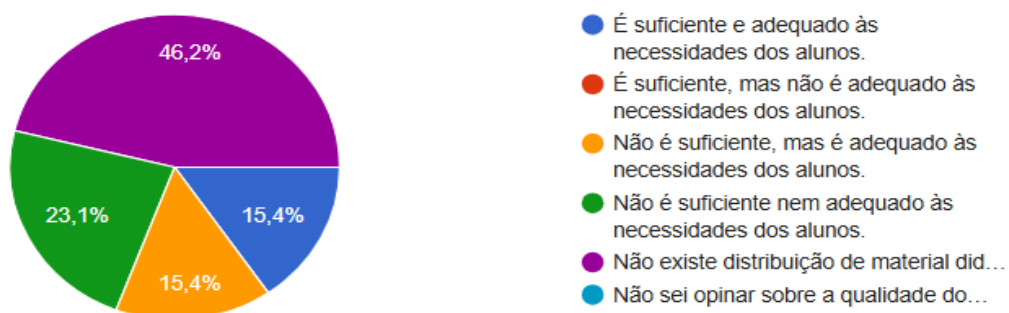 46,2%
23,1%
15,4%
15,4%
É suficiente e adequado às
necessidades dos alunos.
É suficiente, mas não é adequado às
necessidades dos alunos.
Não é suficiente, mas é adequado às
necessidades dos alunos.
Não é suficiente nem adequado às
necessidades dos alunos.
Não existe distribuição de material did…
Não sei opinar sobre a qualidade do…